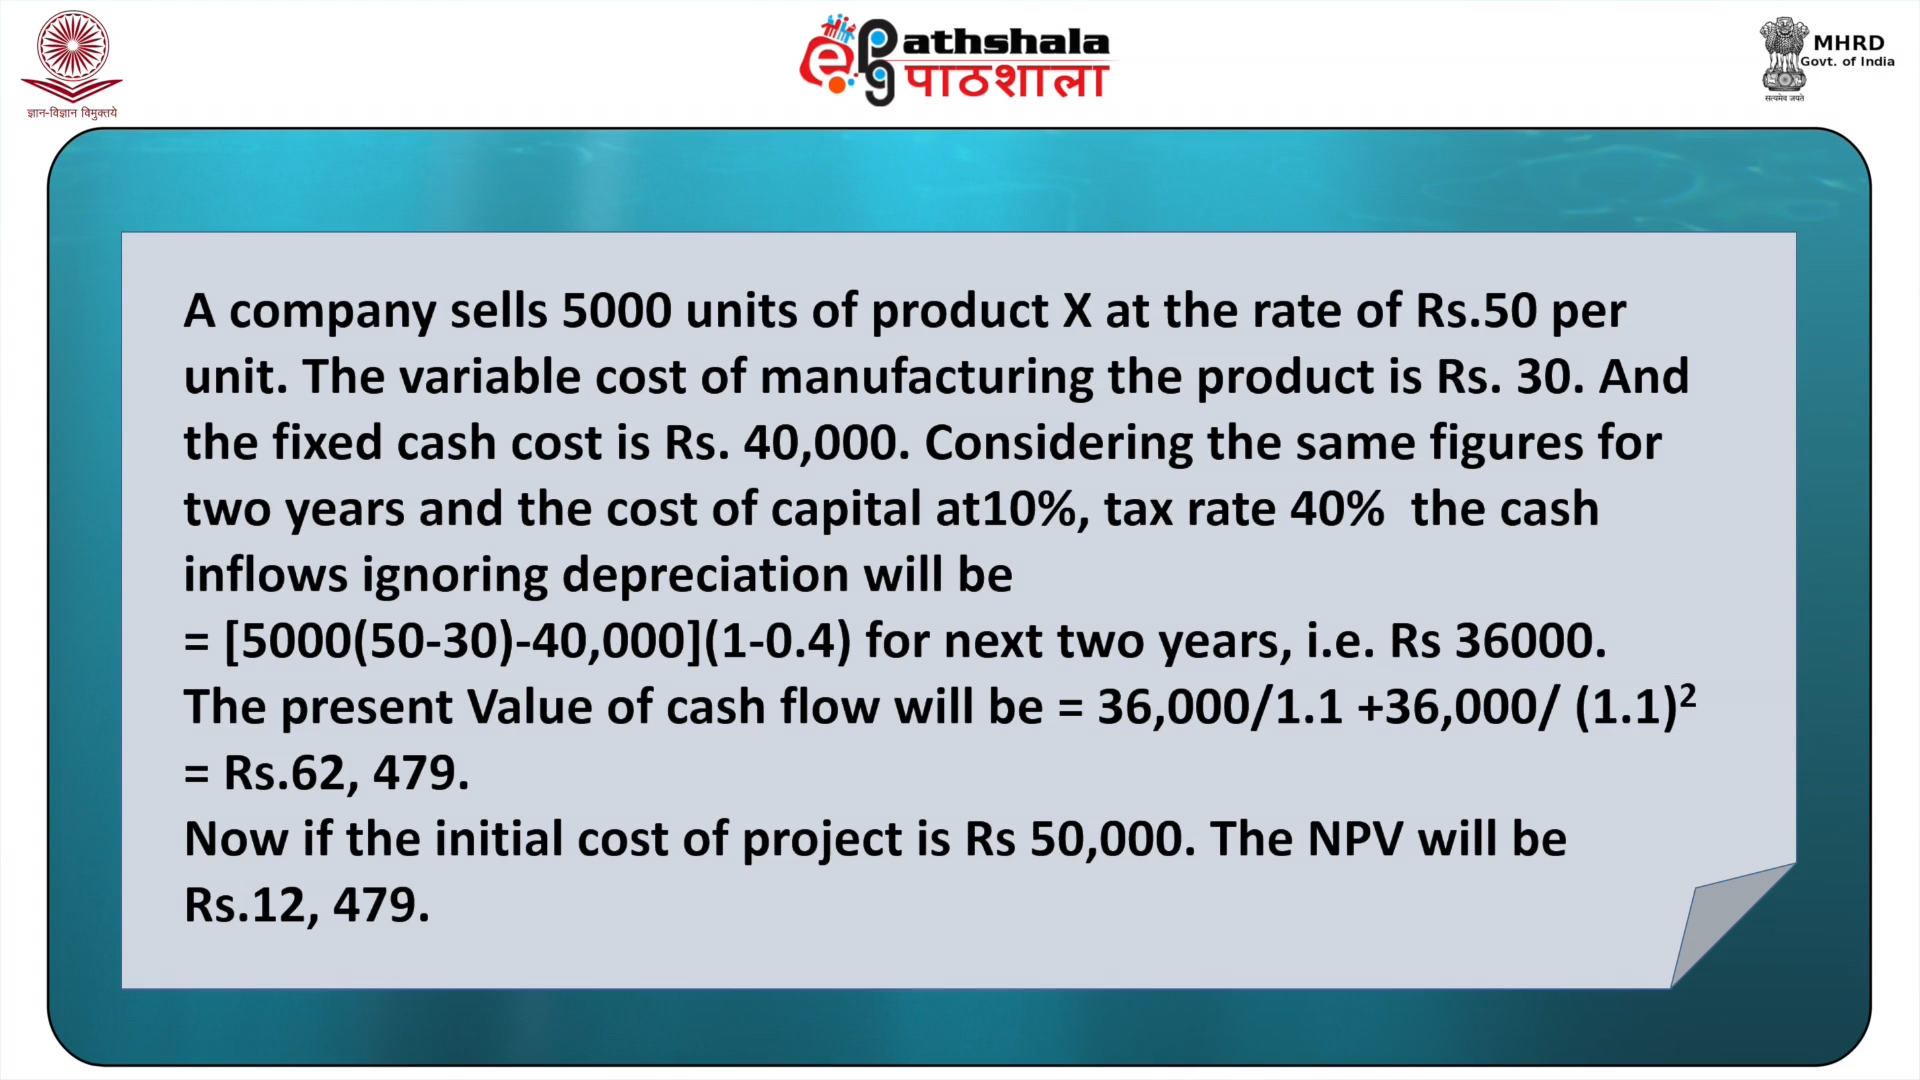 ज्ञान-विज्ञान विमुक्तये
epg athshala
पाठशाला
MHRD
Govt. of India
सत्यमेव जयते
A company sells 5000 units of product X at the rate of Rs.50 per
unit. The variable cost of manufacturing the product is Rs. 30. And
the fixed cash cost is Rs. 40,000. Considering the same figures for
two years and the cost of capital at10%, tax rate 40%  the cash
inflows ignoring depreciation will be
= [5000(50-30)-40,000](1-0.4) for next two years, i.e. Rs 36000.
The present Value of cash flow will be = 36,000/1.1 +36,000/ (1.1)²
= Rs.62, 479.
Now if the initial cost of project is Rs 50,000. The NPV will be
Rs.12, 479.